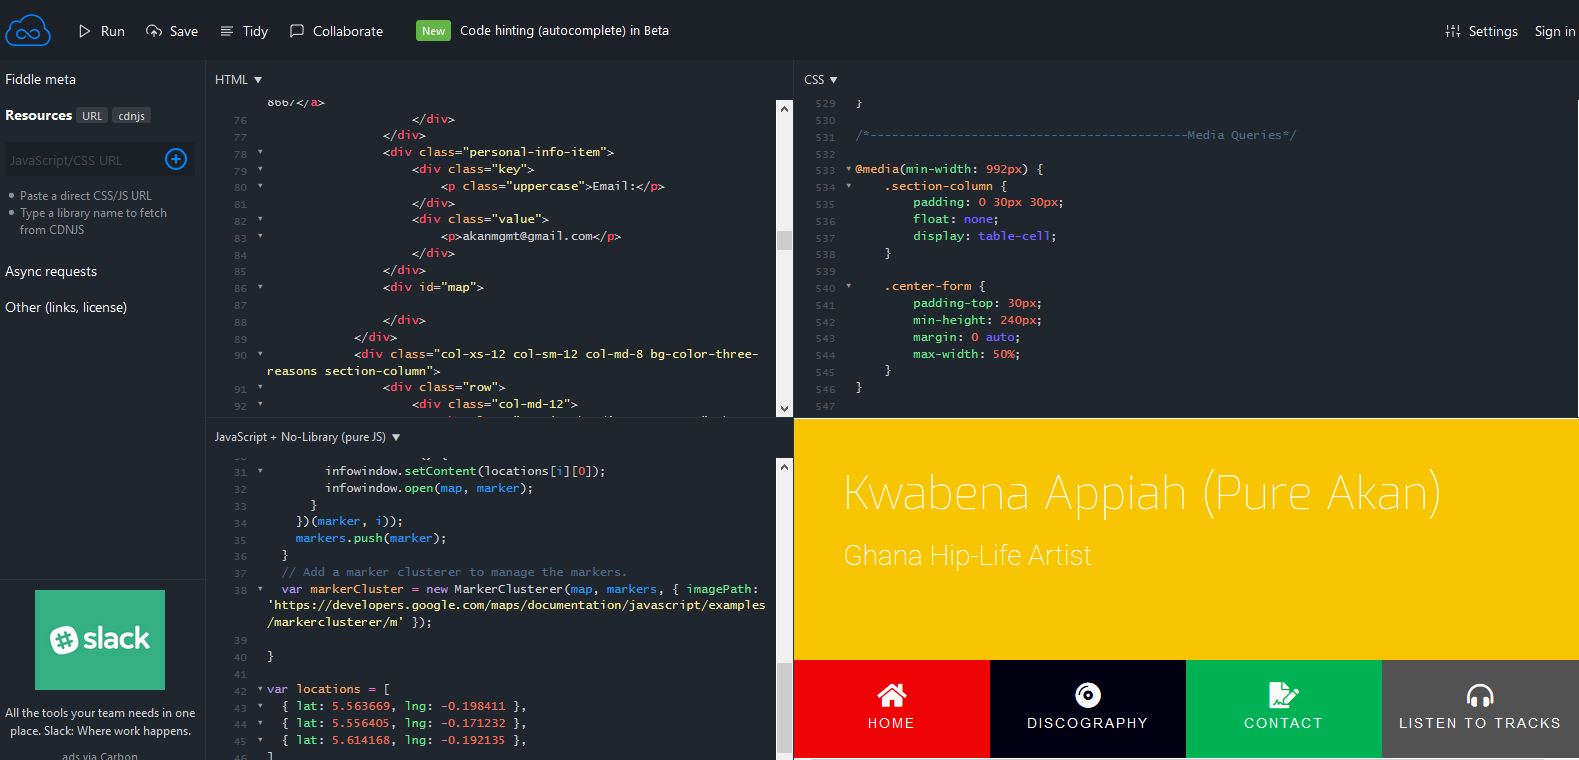 Run Save Tidy Collaborate New Code hinting (autocomplete) in Beta Settings Sign in
Fiddle meta
Resources URL cdnjs
JavaScript/CSS URL
Paste a direct CSS/JS URL
Type a library name to fetch
from CDNJS
Async requests
Other (links, license)
slack
All the tools your team needs in one
place. Slack: Where work happens.
ads via Carbon
HTML
8667</a>
76 </div>
77 </div>
78 <div class="personal-info-item">
79 <div class="key">
80 <p class="uppercase">Email:</p>
81 </div>
82 <div class="value">
83 <p>akanmgmt@gmail.com</p>
84 </div>
85 </div>
86 <div id="map">
87
88 </div>
89 </div>
90 <div class="col-xs-12 col-sm-12 col-md-8 bg-color-three-
reasons section-column">
91 <div class="row">
92 <div class="col-md-12">
CSS
529 }
530
531 /*--------------------------------------------Media Queries*/
532
533 @media(min-width: 992px) {
534 .section-column {
535 padding: 0 30px 30px;
536 float: none;
537 display: table-cell;
538 }
539
540 .center-form {
541 padding-top: 30px;
542 min-height: 240px;
543 margin: 0 auto;
544 max-width: 50%;
545 }
546 }
547
JavaScript + No-Library (pure JS)
31 infowindow.setContent(locations[i][0]);
32 infowindow.open(map, marker);
33 }
34 })(marker, i));
35 markers.push(marker);
36 }
37 // Add a marker clusterer to manage the markers.
38 var markerCluster = new MarkerClusterer(map, markers, { imagePath:
'https://developers.google.com/maps/documentation/javascript/examples
/markerclusterer/m' });
39
40 }
41
42 var locations = [
43 { lat: 5.563669, lng: -0.198411 },
44 { lat: 5.556405, lng: -0.171232 },
45 { lat: 5.614168, lng: -0.192135 },
46 ]
Kwabena Appiah (Pure Akan)
Ghana Hip-Life Artist
HOME DISCOGRAPHY CONTACT LISTEN TO TRACKS